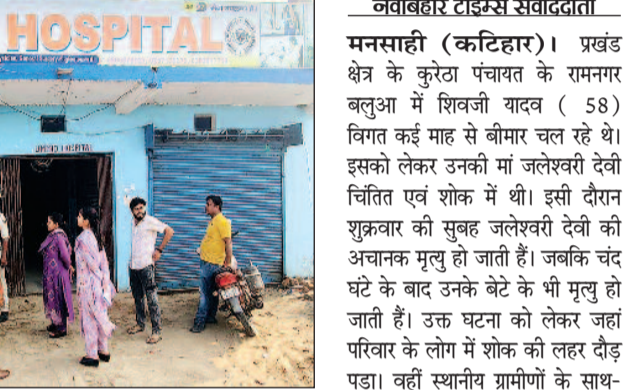 HOSPITAL
UMMID HOSPITAL
नवबिहार टाइम्स संवाददाता
मनसाही (कटिहार)। प्रखंड
क्षेत्र के कुरेठा पंचायत के रामनगर
बलुआ में शिवजी यादव ( 58)
विगत कई माह से बीमार चल रहे थे।
इसको लेकर उनकी मां जलेश्वरी देवी
चिंतित एवं शोक में थी। इसी दौरान
शुक्रवार की सुबह जलेश्वरी देवी की
अचानक मृत्यु हो जाती हैं। जबकि चंद
घंटे के बाद उनके बेटे के भी मृत्यु हो
जाती हैं। उक्त घटना को लेकर जहां
परिवार के लोग में शोक की लहर दौड़
पड़ा। वहीं स्थानीय ग्रामीणों के साथ-